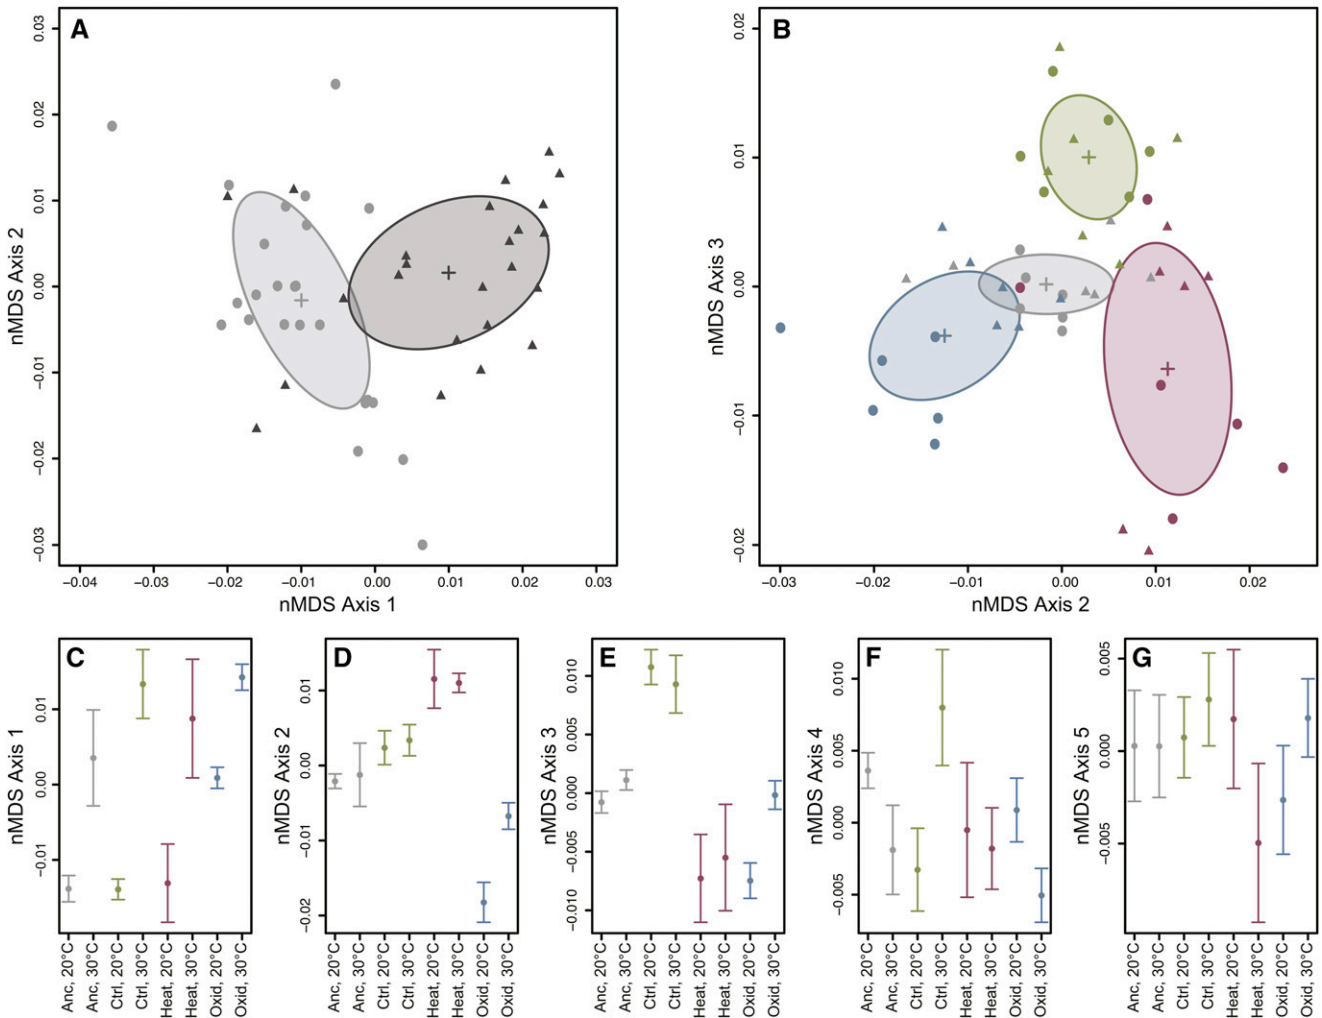 A
0.03
0.02
0.01
0.00
−0.01
−0.02
−0.03
nMDS Axis 2
−0.04
−0.03
−0.02
−0.01
0.00
0.01
0.02
0.03
nMDS Axis 1
B
0.02
0.01
0.00
−0.01
−0.02
nMDS Axis 3
−0.03
−0.02
−0.01
0.00
0.01
0.02
nMDS Axis 2
C
0.01
0.00
−0.01
nMDS Axis 1
Anc, 20°C
Anc, 30°C
Ctrl, 20°C
Ctrl, 30°C
Heat, 20°C
Heat, 30°C
Oxid, 20°C
Oxid, 30°C
D
0.01
0.00
−0.01
−0.02
nMDS Axis 2
Anc, 20°C
Anc, 30°C
Ctrl, 20°C
Ctrl, 30°C
Heat, 20°C
Heat, 30°C
Oxid, 20°C
Oxid, 30°C
E
0.010
0.005
0.000
−0.005
−0.010
nMDS Axis 3
Anc, 20°C
Anc, 30°C
Ctrl, 20°C
Ctrl, 30°C
Heat, 20°C
Heat, 30°C
Oxid, 20°C
Oxid, 30°C
F
0.010
0.005
0.000
−0.005
nMDS Axis 4
Anc, 20°C
Anc, 30°C
Ctrl, 20°C
Ctrl, 30°C
Heat, 20°C
Heat, 30°C
Oxid, 20°C
Oxid, 30°C
G
0.005
0.000
−0.005
nMDS Axis 5
Anc, 20°C
Anc, 30°C
Ctrl, 20°C
Ctrl, 30°C
Heat, 20°C
Heat, 30°C
Oxid, 20°C
Oxid, 30°C